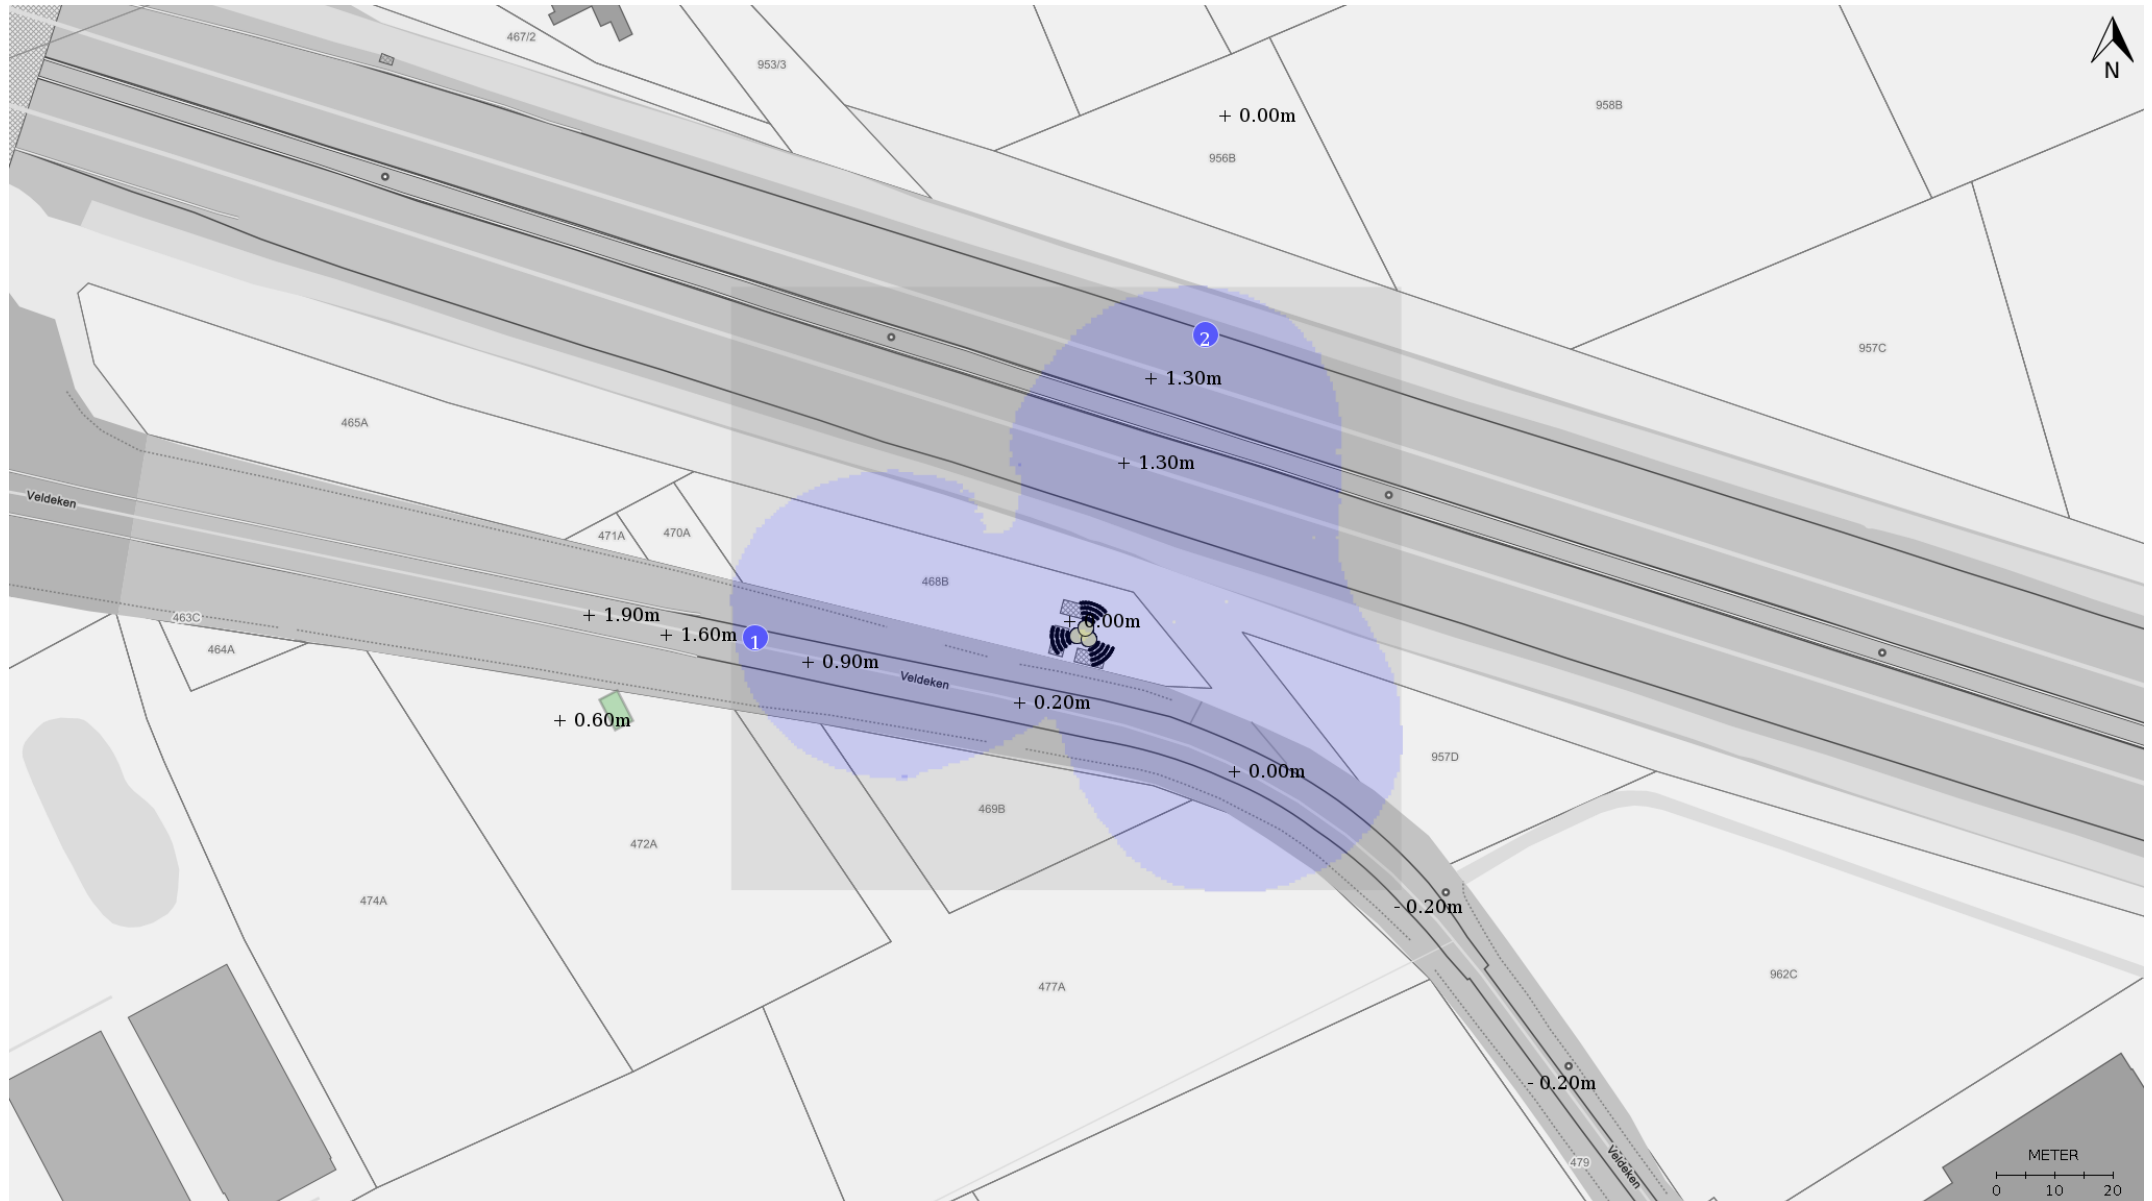 467/2
953/3
958B
N
+ 0.00m
956B
2
957C
+ 1.30m
465A
+ 1.30m
Veldeken
471A
470A
468B
463C
+ 1.90m
+ 1.60m
1
+ 0.00m
464A
+ 0.90m
Veldeken
+ 0.20m
+ 0.60m
957D
+ 0.00m
469B
472A
474A
- 0.20m
962C
477A
- 0.20m
METER
479
Veldeken
0 10 20